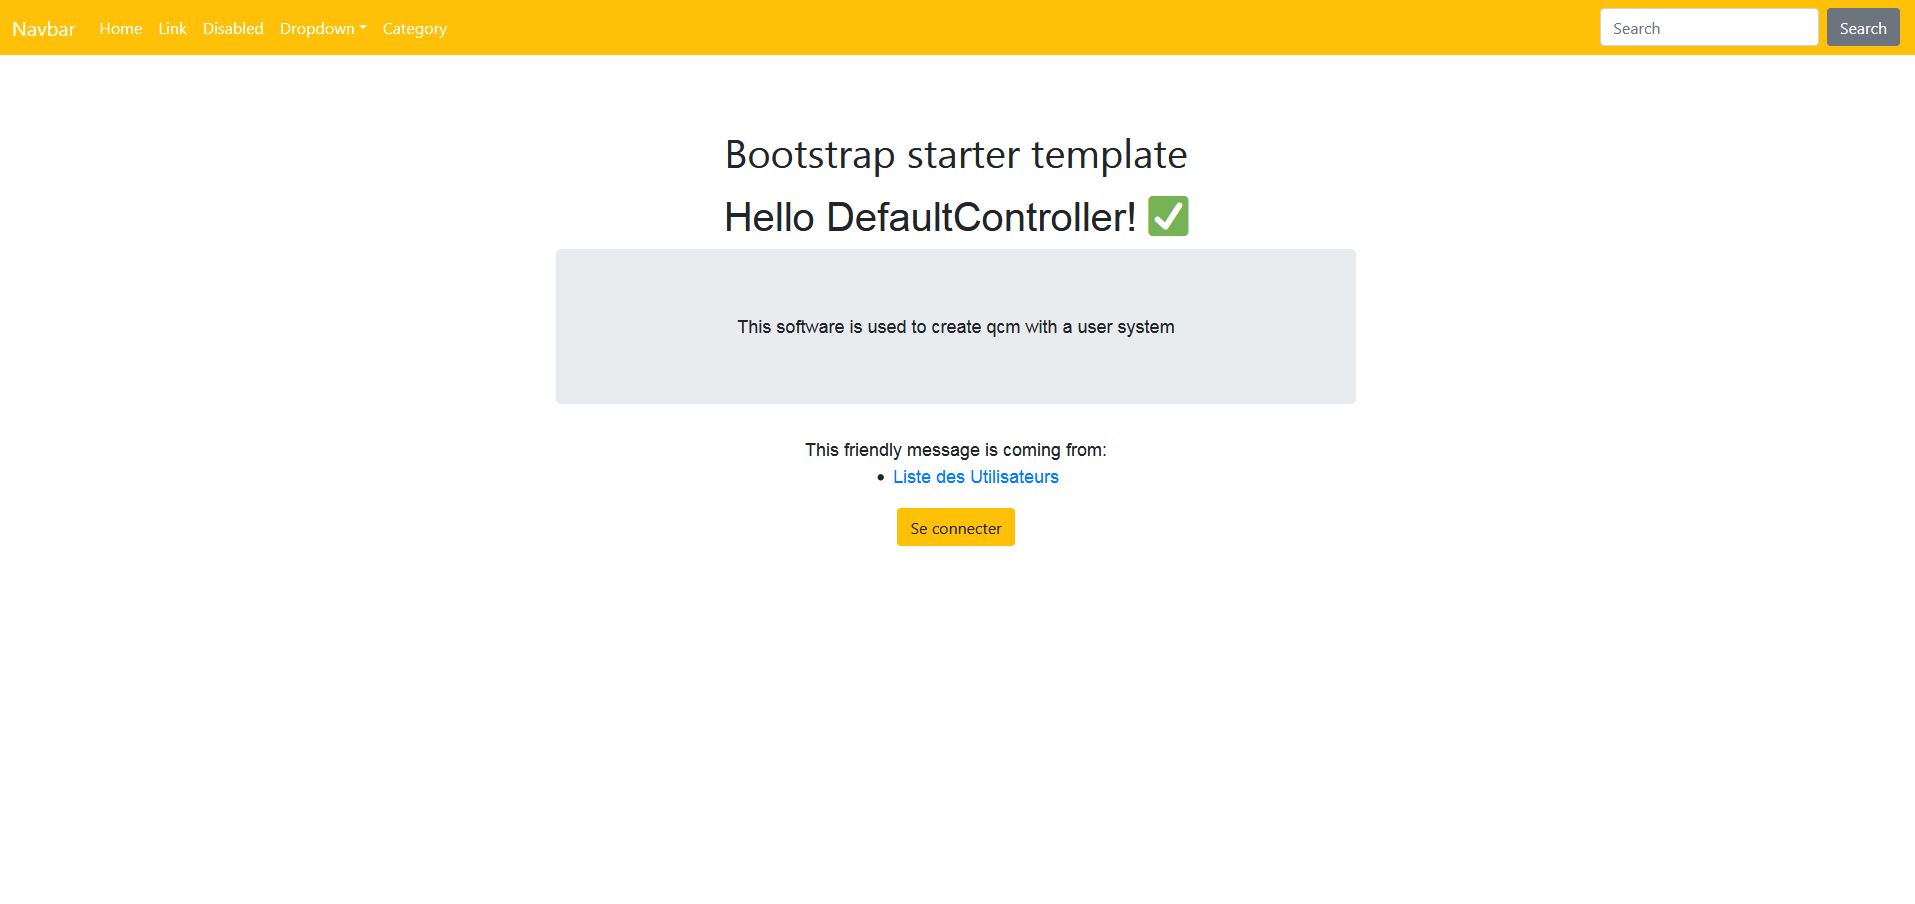 Navbar Home Link Disabled Dropdown Category Search Search
Bootstrap starter template
Hello DefaultController! ✅
This software is used to create qcm with a user system
This friendly message is coming from:
• Liste des Utilisateurs
Se connecter